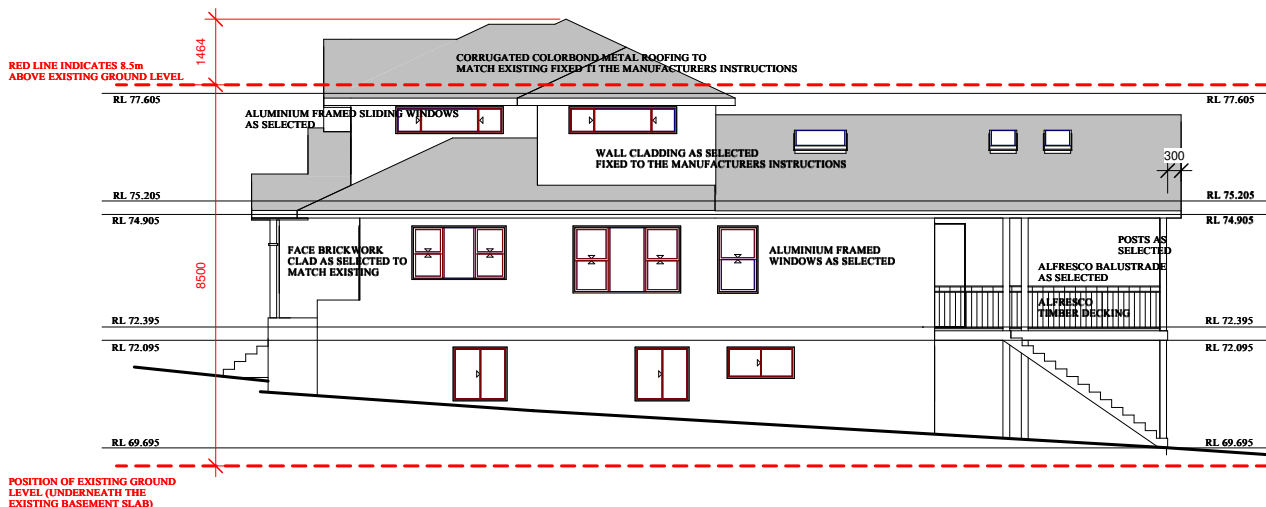 1464
RED LINE INDICATES 8.5m
ABOVE EXISTING GROUND LEVEL
CORRUGATED COLORBOND METAL ROOFING TO
MATCH EXISTING FIXED T1 THE MANUFACTURERS INSTRUCTIONS
RL 77.605
RL 77.605
ALUMINIUM FRAMED SLIDING WINDOWS
AS SELECTED
WALL CLADDING AS SELECTED
FIXED TO THE MANUFACTURERS INSTRUCTIONS
300
RL 75.205
RL 75.205
RL 74.905
RL 74.905
FACE BRICKWORK
CLAD AS SELECTED TO
MATCH EXISTING
ALUMINIUM FRAMED
WINDOWS AS SELECTED
POSTS AS
SELECTED
ALFRESCO BALUSTRADE
AS SELECTED
ALFRESCO
TIMBER DECKING
8500
RL 72.395
RL 72.395
RL 72.095
RL 72.095
RL 69.695
RL 69.695
POSITION OF EXISTING GROUND
LEVEL (UNDERNEATH THE
EXISTING BASEMENT SLAB)